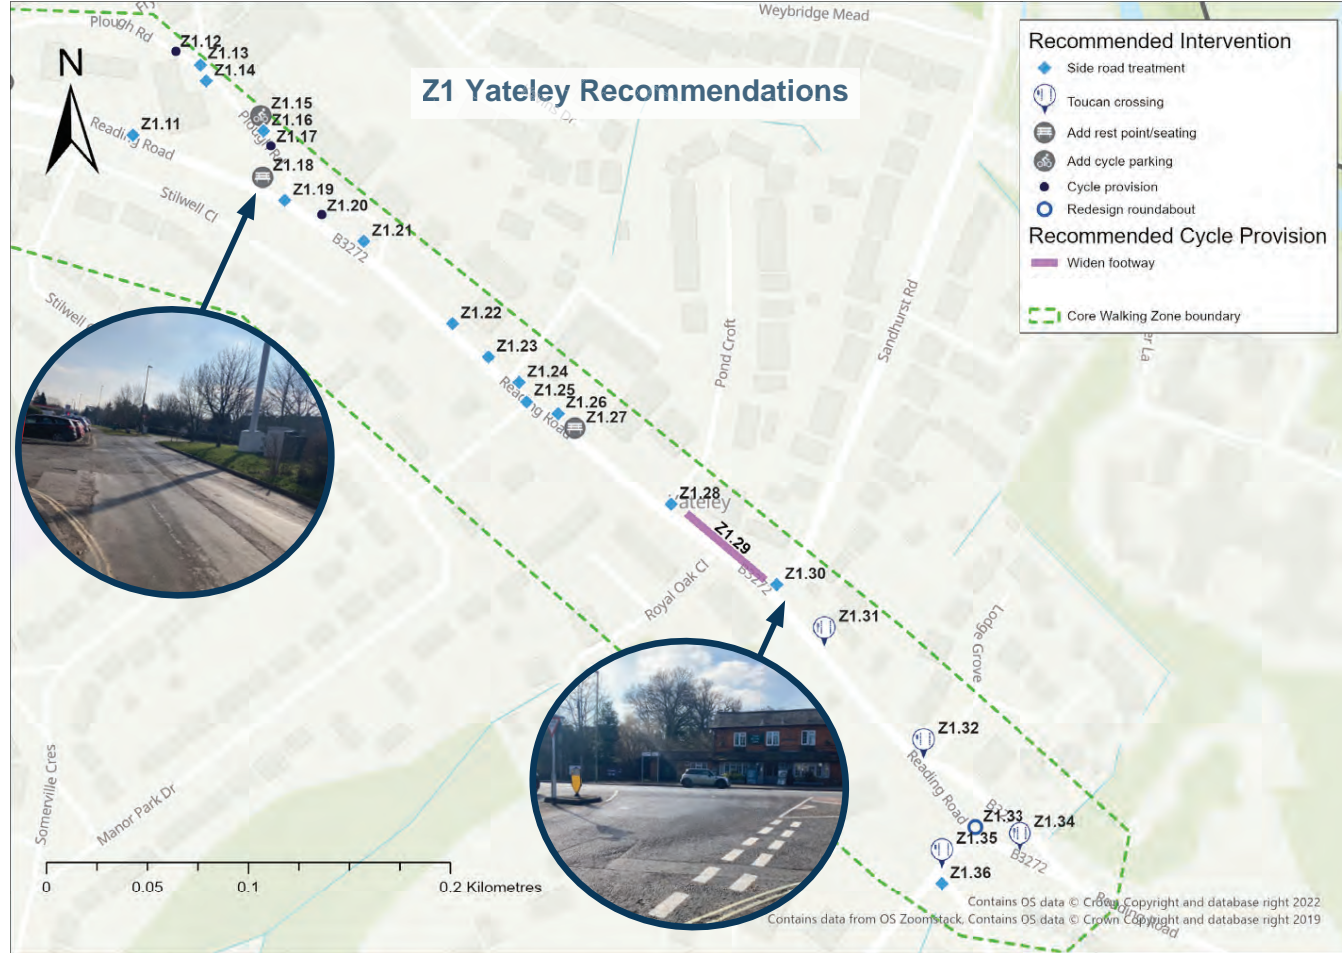 Weybridge Mead
Plough Rd
Z1 Yateley Recommendations
N
Z1.12
Z1.13
Z1.14
Z1.15
Z1.16
Z1.17
Z1.18
Z1.11
Reading Road
Plough Rd
Stilwell Cl
Z1.19
Z1.20
Z1.21
B3272
Z1.22
Z1.23
Z1.24
Z1.25
Z1.26
Z1.27
Reading Road
Pond Croft
Sandhurst Rd
Z1.28
Yateley
Z1.29
B3272
Z1.30
Royal Oak Cl
Z1.31
Lodge Grove
Z1.32
Reading Road
Z1.33
Z1.34
Z1.35
Z1.36
B3272
Reading Road
Somerville Cres
Manor Park Dr
Stilwell
0 0.05 0.1 0.2 Kilometres
Recommended Intervention
Side road treatment
Toucan crossing
Add rest point/seating
Add cycle parking
Cycle provision
Redesign roundabout
Recommended Cycle Provision
Widen footway
Core Walking Zone boundary
Contains OS data © Crown Copyright and database right 2022
Contains data from OS Zoomstack, Contains OS data © Crown Copyright and database right 2019